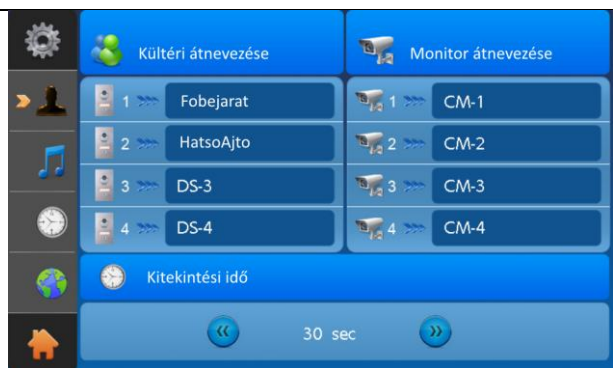 Kültéri átnevezése Monitor átnevezése
1 Fobejarat 1 CM-1
2 HatsoAjto 2 CM-2
3 DS-3 3 CM-3
4 DS-4 4 CM-4
Kitekintési idő
30 sec